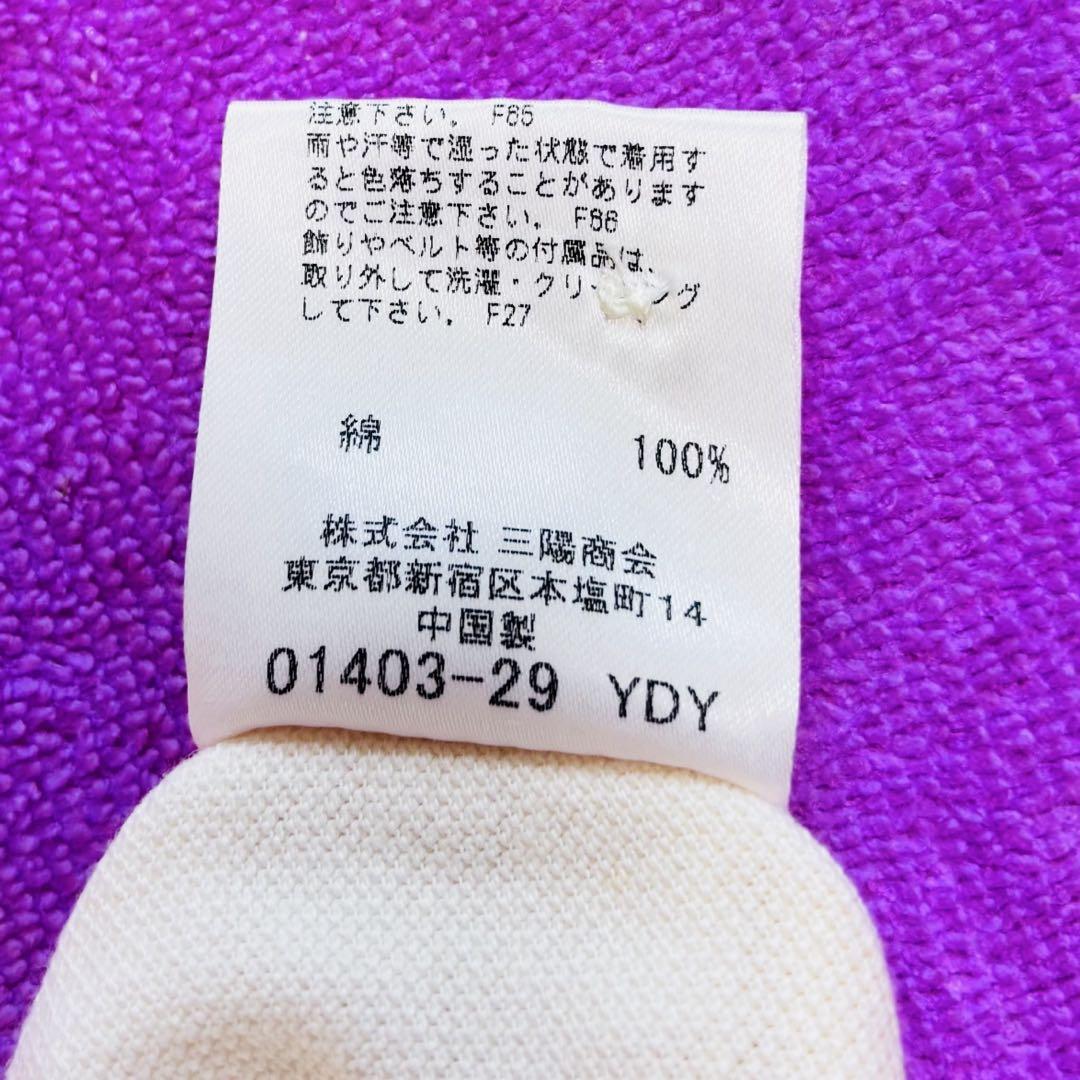 注意下さい。 F85
雨や汗等で湿った状態で着用す
ると色落ちすることがあります
のでご注意下さい。 F86
飾りやベルト等の付属品は、
取り外して洗濯・クリーニング
して下さい。 F27
綿 100%
株式会社 三陽商会
東京都新宿区本塩町14
中国製
01403-29 YDY